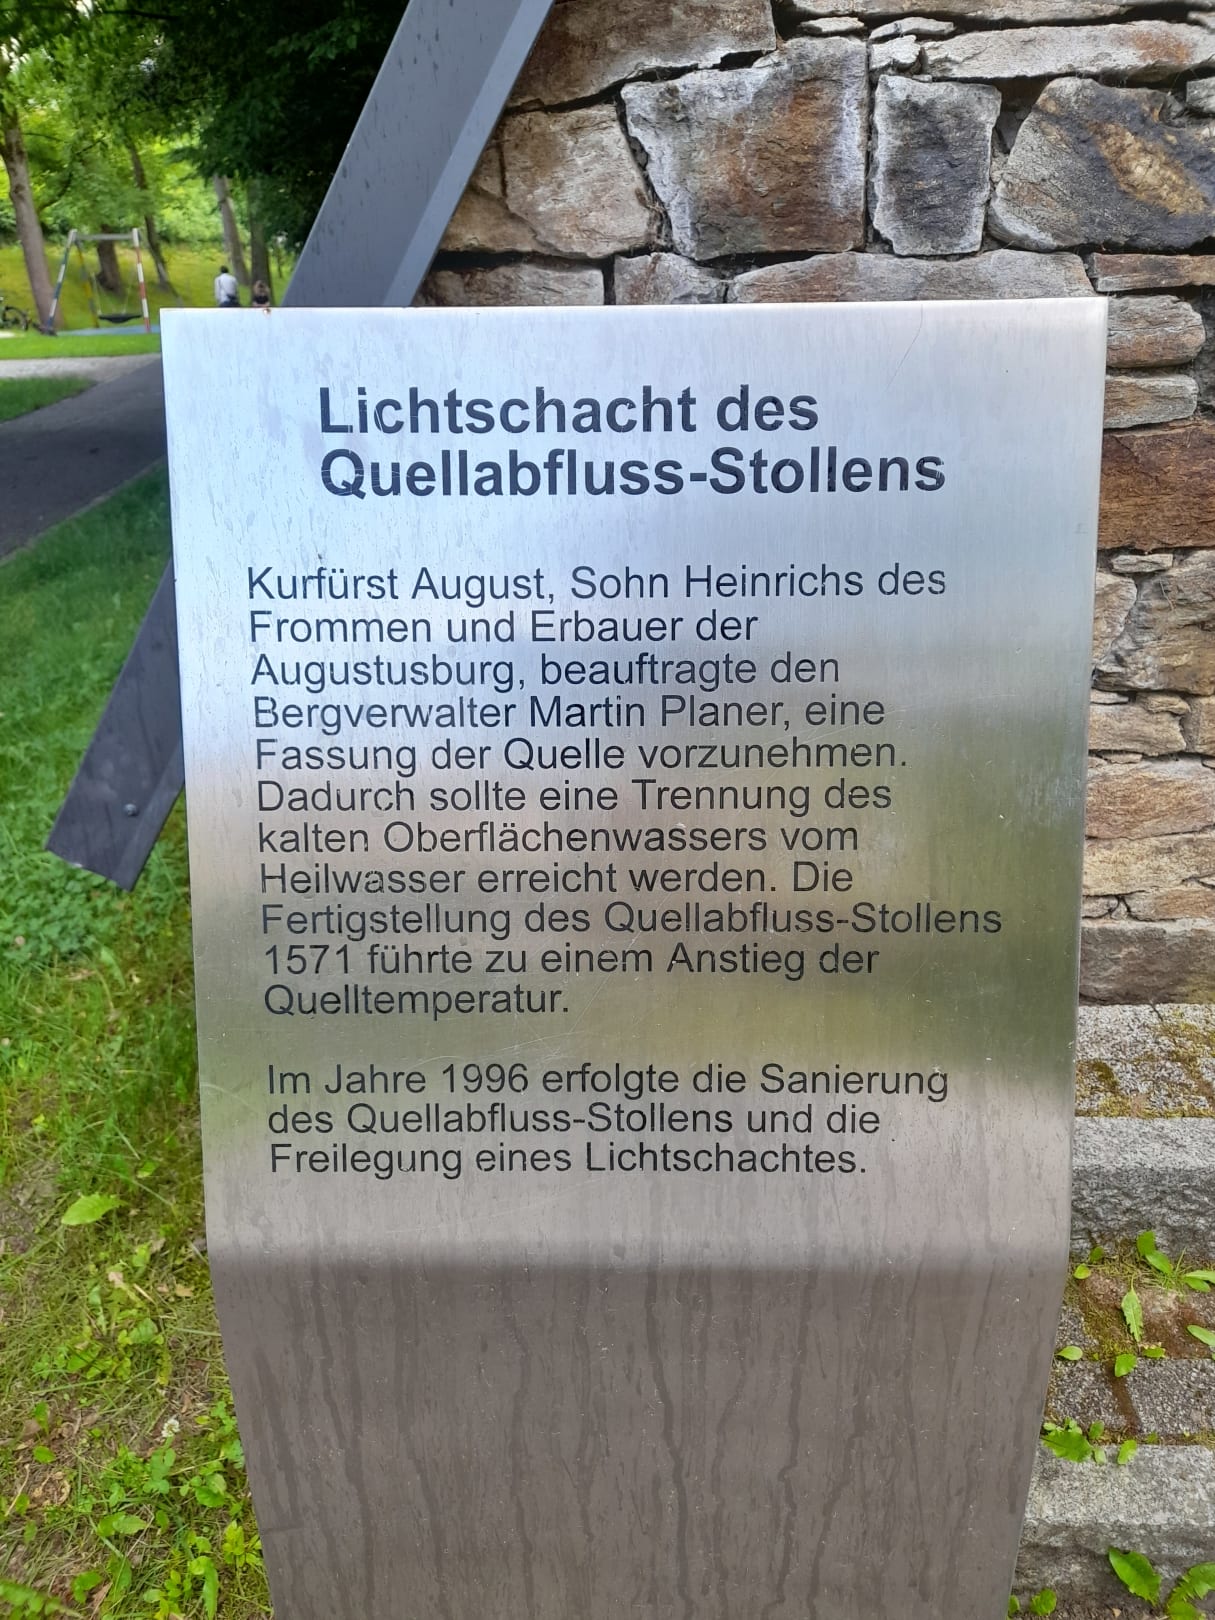 Lichtschacht des
Quellabfluss-Stollens
Kurfürst August, Sohn Heinrichs des
Frommen und Erbauer der
Augustusburg, beauftragte den
Bergverwalter Martin Planer, eine
Fassung der Quelle vorzunehmen.
Dadurch sollte eine Trennung des
kalten Oberflächenwassers vom
Heilwasser erreicht werden. Die
Fertigstellung des Quellabfluss-Stollens
1571 führte zu einem Anstieg der
Quelltemperatur.
Im Jahre 1996 erfolgte die Sanierung
des Quellabfluss-Stollens und die
Freilegung eines Lichtschachtes.